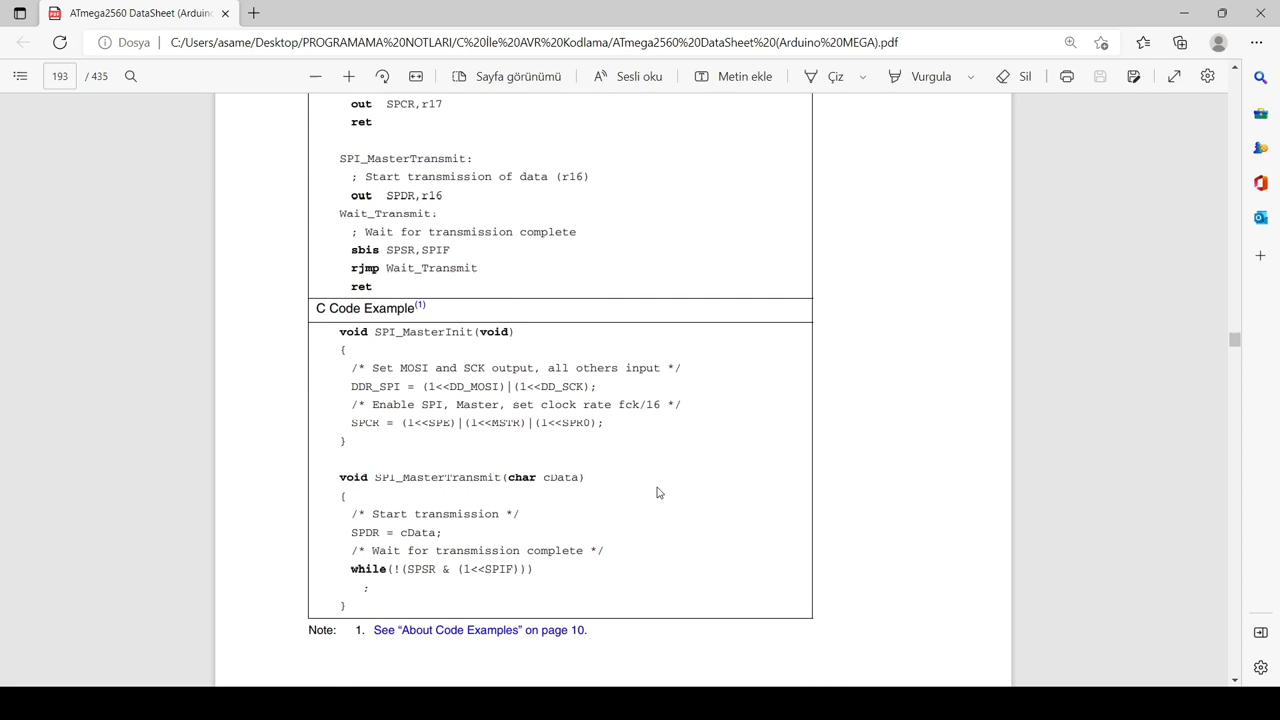 ATmega2560 DataSheet (Arduin
Dosya
C:/Users/asame/Desktop/PROGRAMAMA%20NOTLARI/C%20İle%20AVR%20Kodlama/ATmega2560%20DataSheet%20(Arduino%20MEGA).pdf
193 / 435
Sayfa görünümü
Sesli oku
Metin ekle
Çiz
Vurgula
Sil
out SPCR,r17
ret
SPI_MasterTransmit:
; Start transmission of data (r16)
out SPDR,r16
Wait_Transmit:
; Wait for transmission complete
sbis SPSR,SPIF
rjmp Wait_Transmit
ret
C Code Example(1)
void SPI_MasterInit(void)
{
/* Set MOSI and SCK output, all others input */
DDR_SPI = (1<<DD_MOSI)|(1<<DD_SCK);
/* Enable SPI, Master, set clock rate fck/16 */
SPCR = (1<<SPE)|(1<<MSTR)|(1<<SPR0);
}
void SPI_MasterTransmit(char cData)
{
/* Start transmission */
SPDR = cData;
/* Wait for transmission complete */
while(!(SPSR & (1<<SPIF)))
;
}
Note: 1. See “About Code Examples” on page 10.